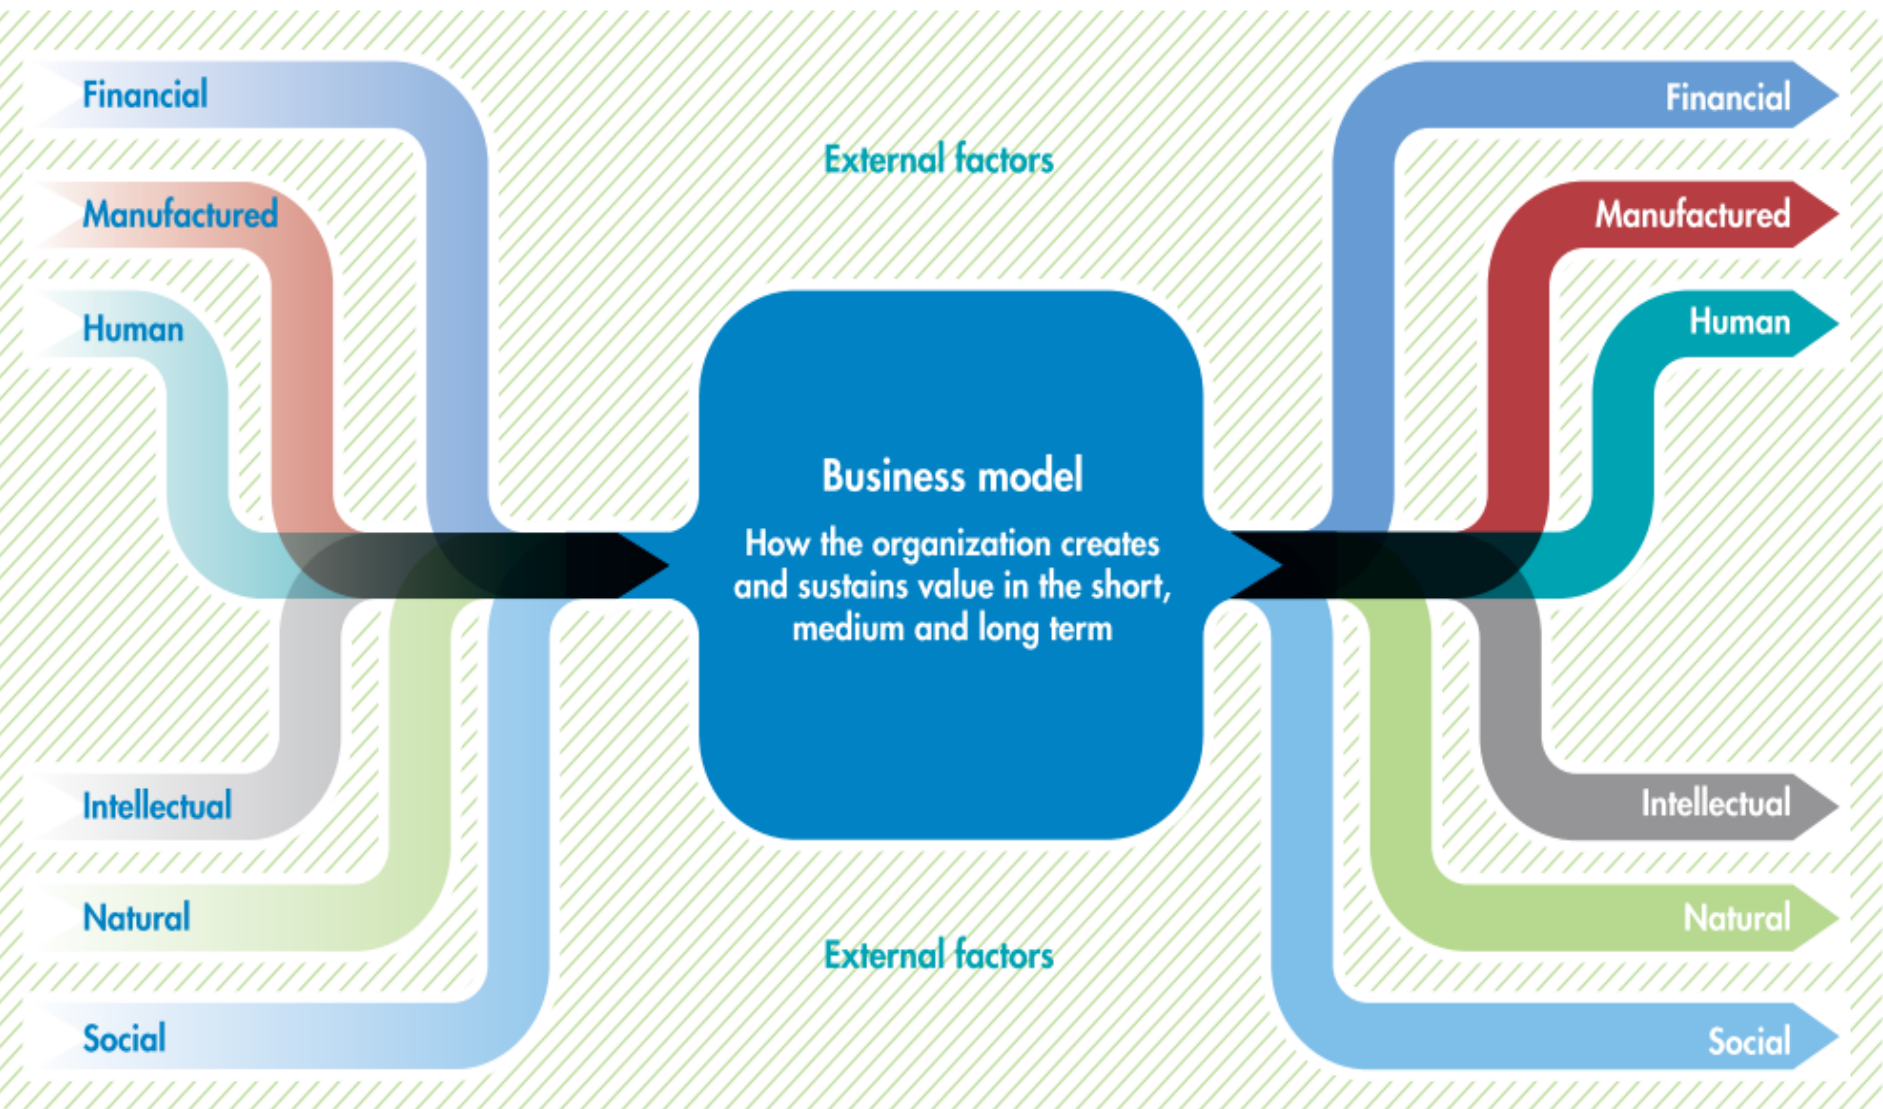 Financial
Manufactured
Human
Intellectual
Natural
Social
External factors
Business model
How the organization creates
and sustains value in the short,
medium and long term
External factors
Financial
Manufactured
Human
Intellectual
Natural
Social